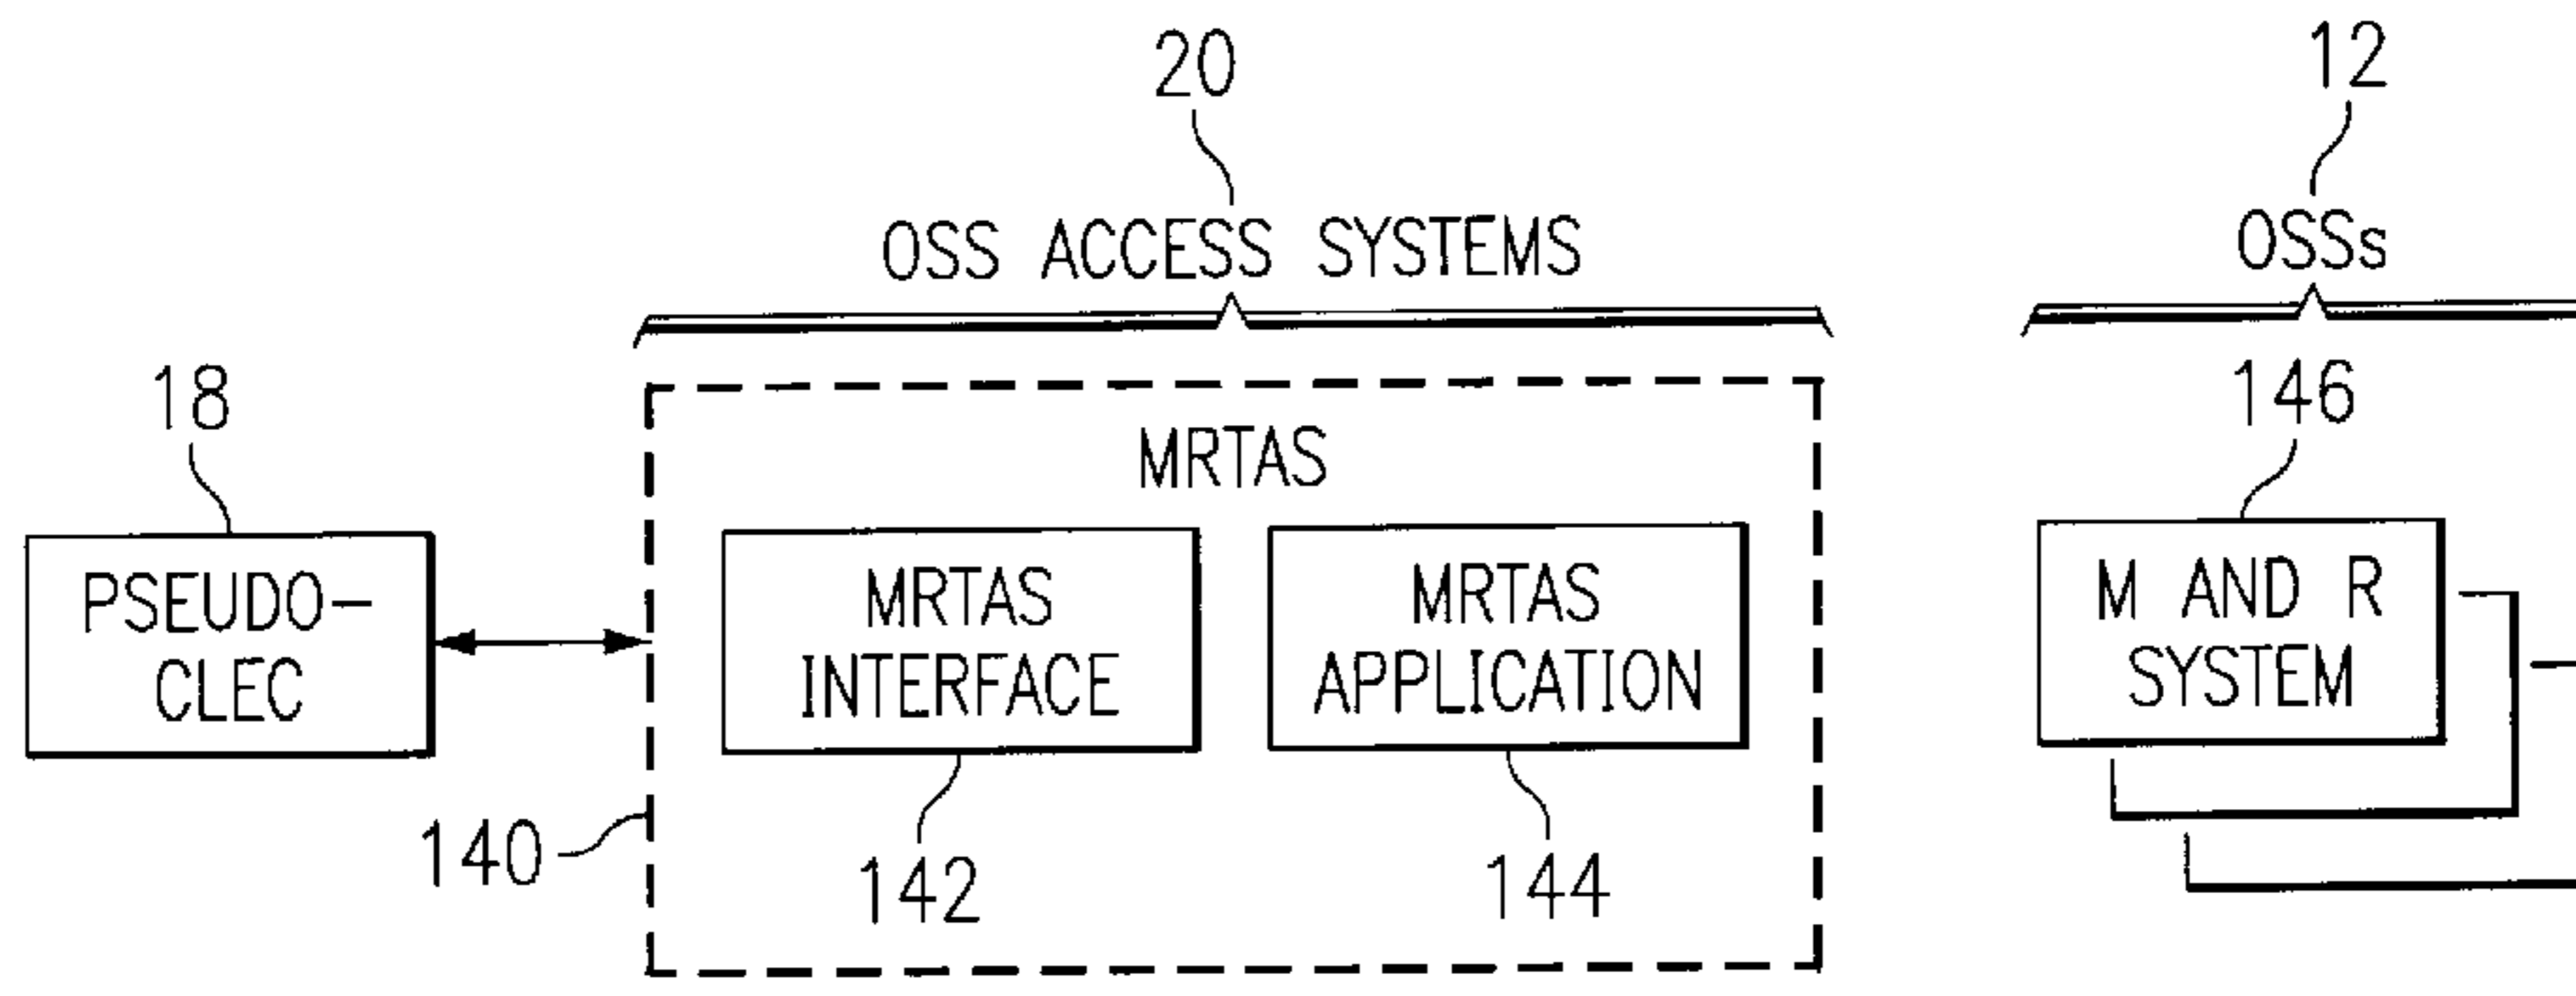 20
12
OSS ACCESS SYSTEMS
OSSs
18
146
MRTAS
PSEUDO-
CLEC
MRTAS
INTERFACE
MRTAS
APPLICATION
M AND R
SYSTEM
140
142
144